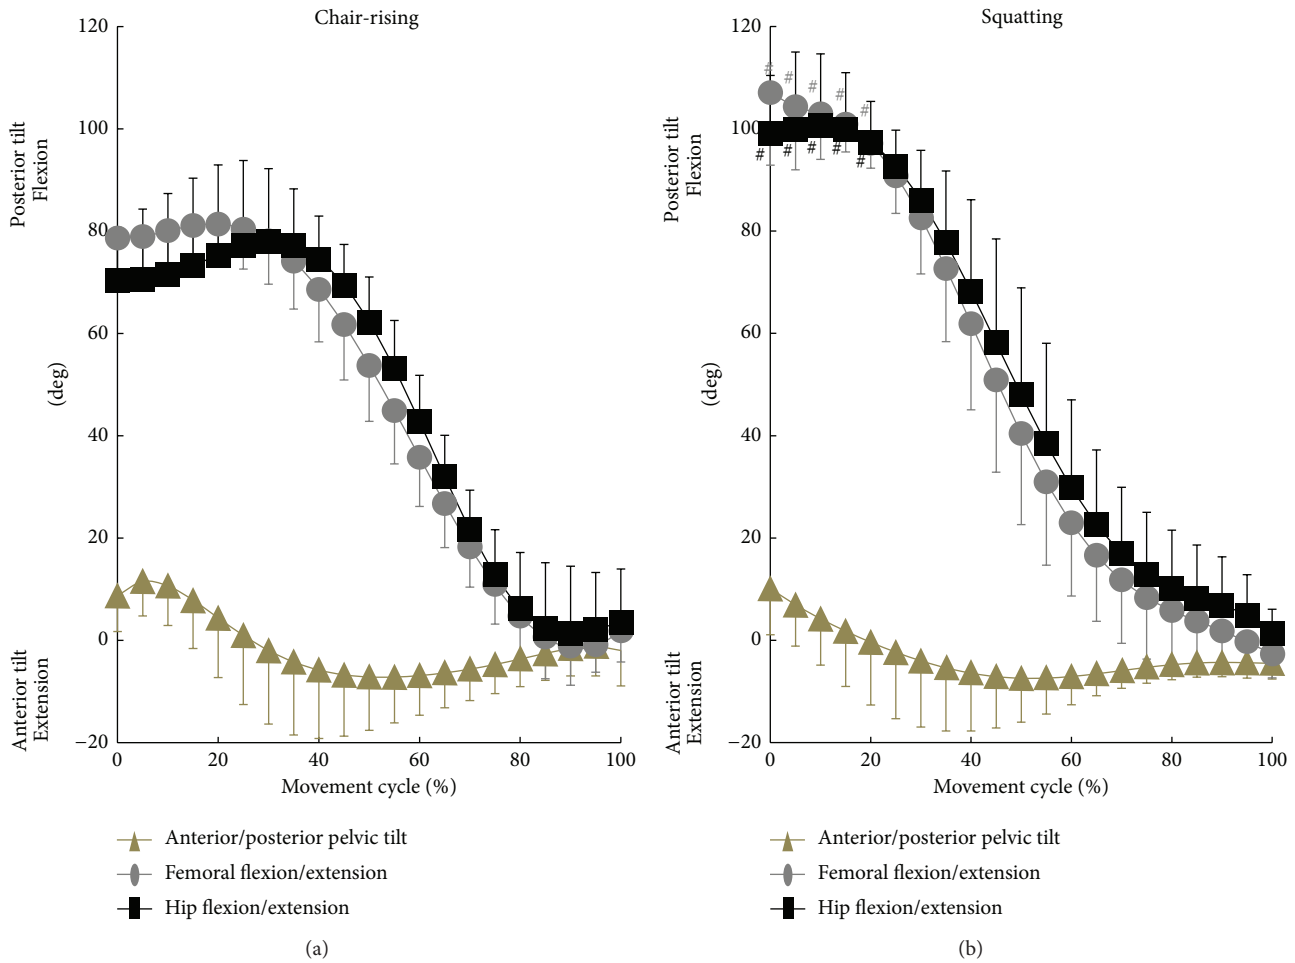 Chair-rising
120
100
80
60
40
20
0
−20
Posterior tilt
Flexion
(deg)
Anterior tilt
Extension
0 20 40 60 80 100
Movement cycle (%)
Anterior/posterior pelvic tilt
Femoral flexion/extension
Hip flexion/extension
(a)
Squatting
120
100
80
60
40
20
0
−20
Posterior tilt
Flexion
(deg)
Anterior tilt
Extension
# # # # #
# # # # #
0 20 40 60 80 100
Movement cycle (%)
Anterior/posterior pelvic tilt
Femoral flexion/extension
Hip flexion/extension
(b)